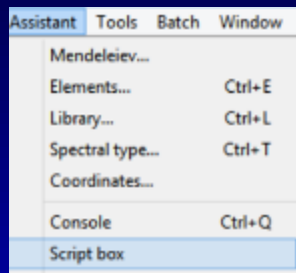 Assistant Tools Batch Window
Mendeleiev...
Elements... Ctrl+E
Library... Ctrl+L
Spectral type... Ctrl+T
Coordinates...
Console Ctrl+Q
Script box